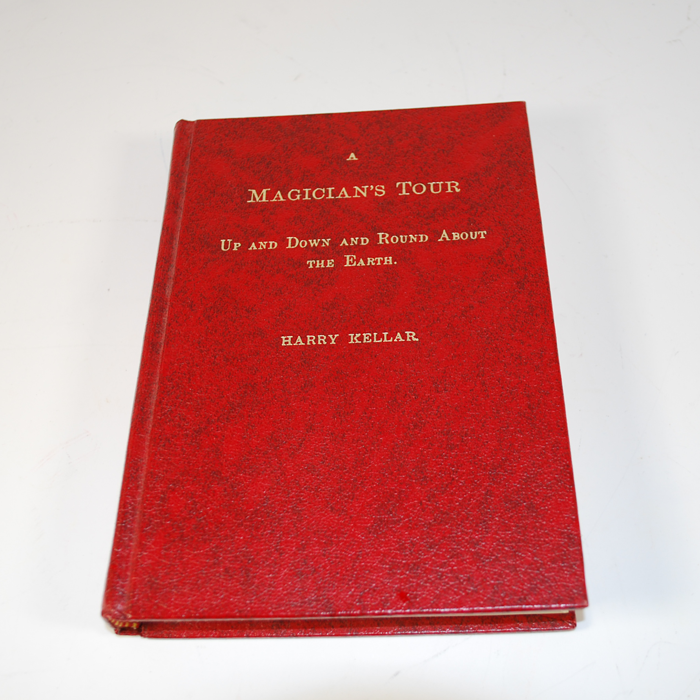 A
MAGICIAN'S TOUR
UP AND DOWN AND ROUND ABOUT
THE EARTH.
HARRY KELLAR